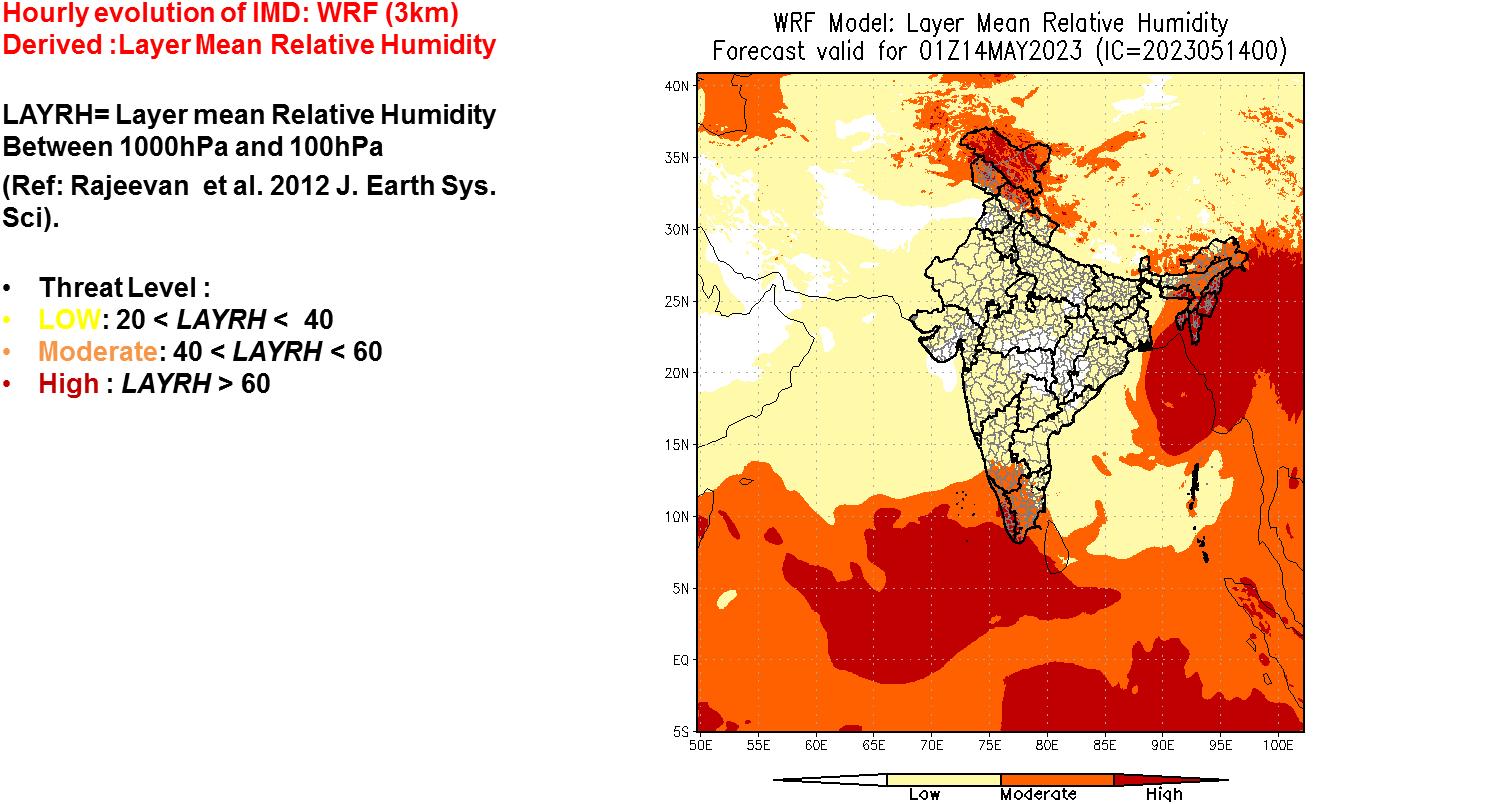 Hourly evolution of IMD: WRF (3km)
Derived :Layer Mean Relative Humidity
LAYRH= Layer mean Relative Humidity
Between 1000hPa and 100hPa
(Ref: Rajeevan et al. 2012 J. Earth Sys.
Sci).
• Threat Level :
• LOW: 20 < LAYRH < 40
• Moderate: 40 < LAYRH < 60
• High : LAYRH > 60
WRF Model: Layer Mean Relative Humidity
Forecast valid for 01Z14MAY2023 (IC=2023051400)
40N
35N
30N
25N
20N
15N
10N
5N
EQ
5S
50E 55E 60E 65E 70E 75E 80E 85E 90E 95E 100E
Low Moderate High